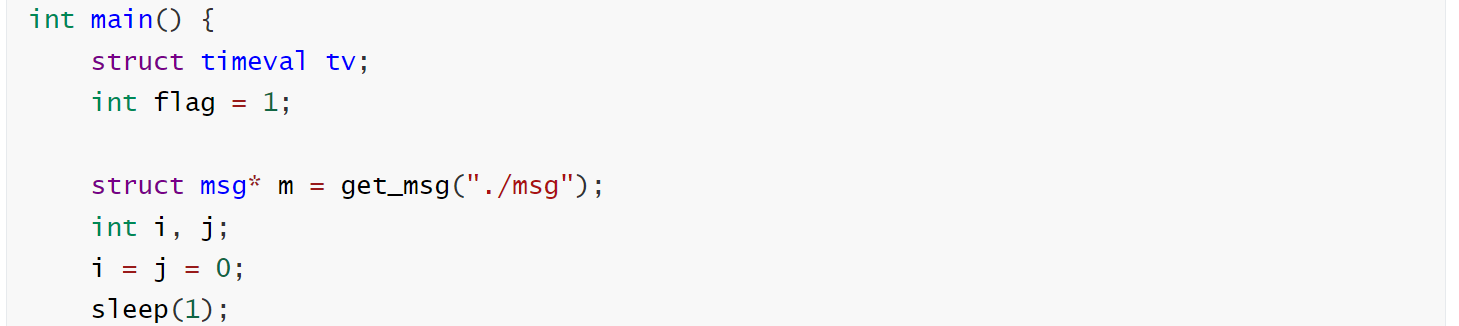 int main() {
    struct timeval tv;
    int flag = 1;

    struct msg* m = get_msg("./msg");
    int i, j;
    i = j = 0;
    sleep(1);